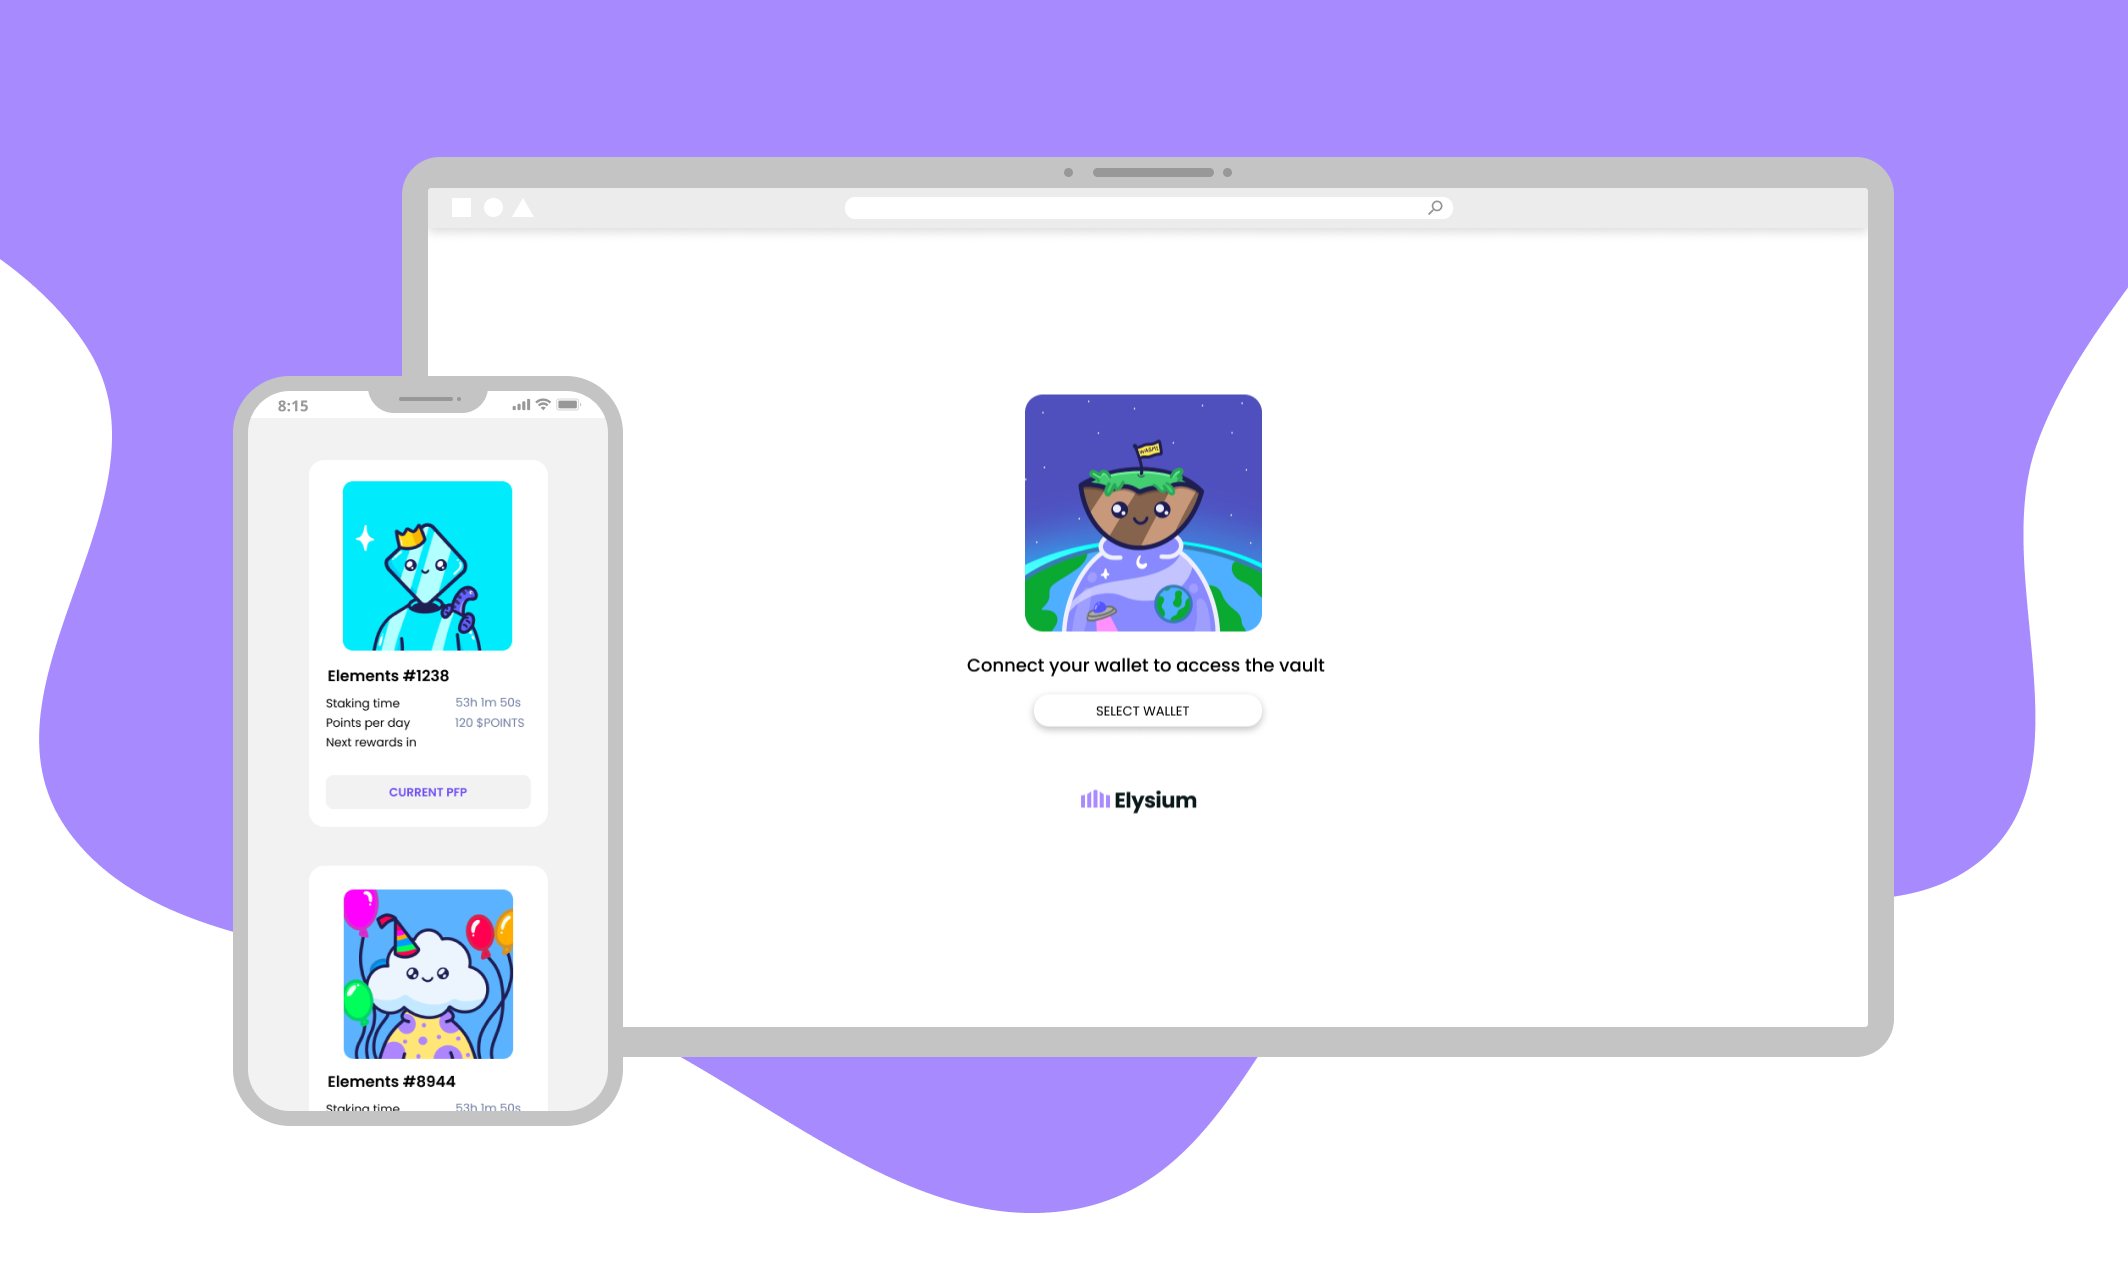 8:15
Elements #1238
Staking time 53h 1m 50s
Points per day 120 $POINTS
Next rewards in
CURRENT PFP
Elements #8944
Staking time 53h 1m 50s
Connect your wallet to access the vault
SELECT WALLET
Elysium